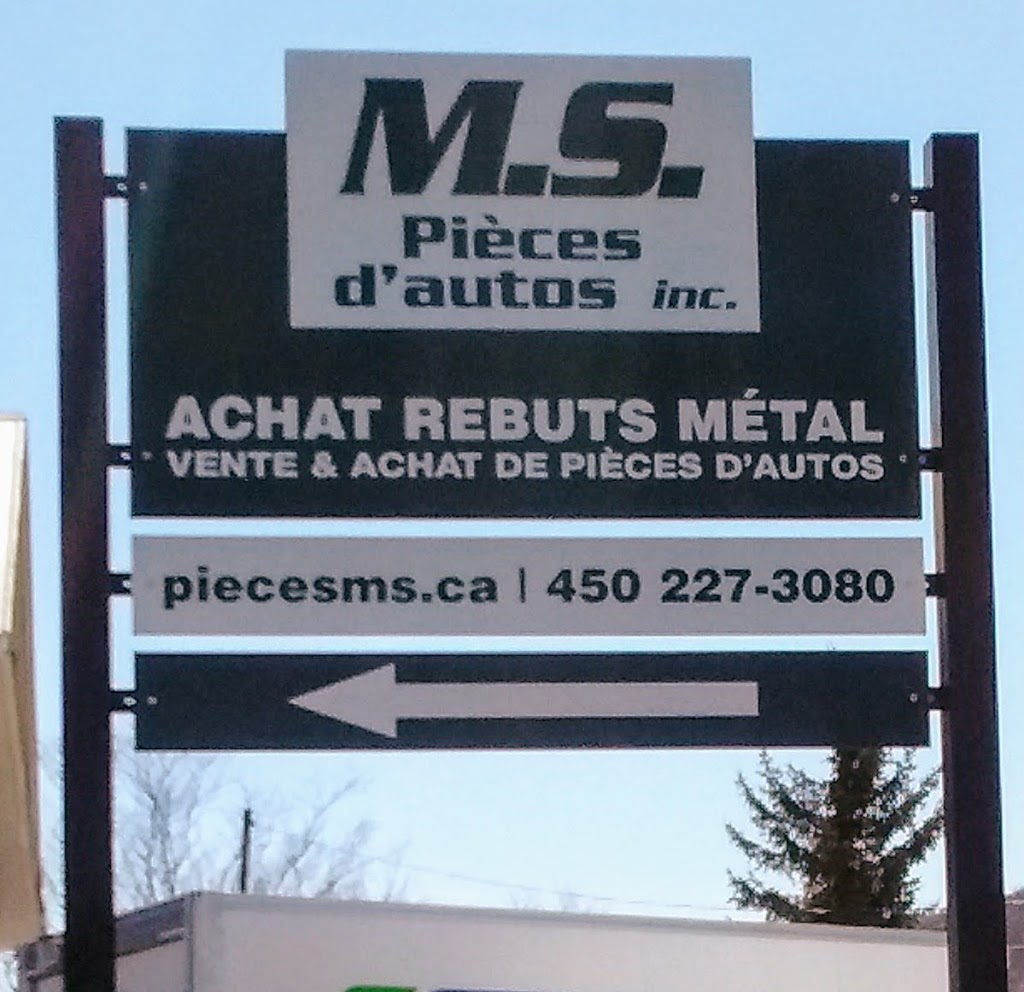 M.S.
Pièces
d'autos inc.
ACHAT REBUTS MÉTAL
VENTE & ACHAT DE PIÈCES D'AUTOS
piecesms.ca | 450 227-3080